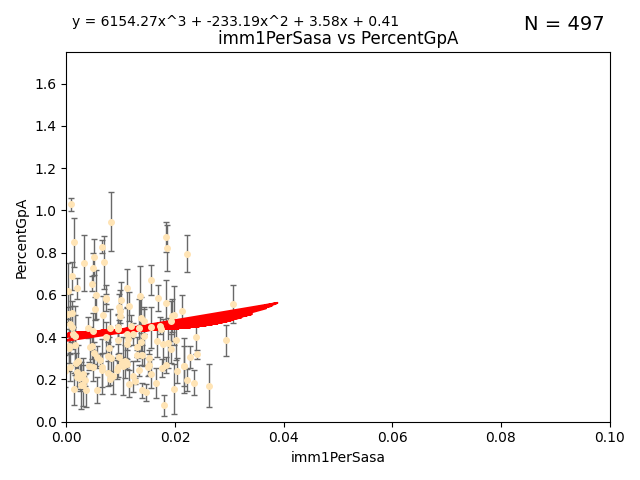 y = 6154.27x^3 + -233.19x^2 + 3.58x + 0.41
N = 497
imm1PerSasa vs PercentGpA
PercentGpA
1.6
1.4
1.2
1.0
0.8
0.6
0.4
0.2
0.0
0.00 0.02 0.04 0.06 0.08 0.10
imm1PerSasa